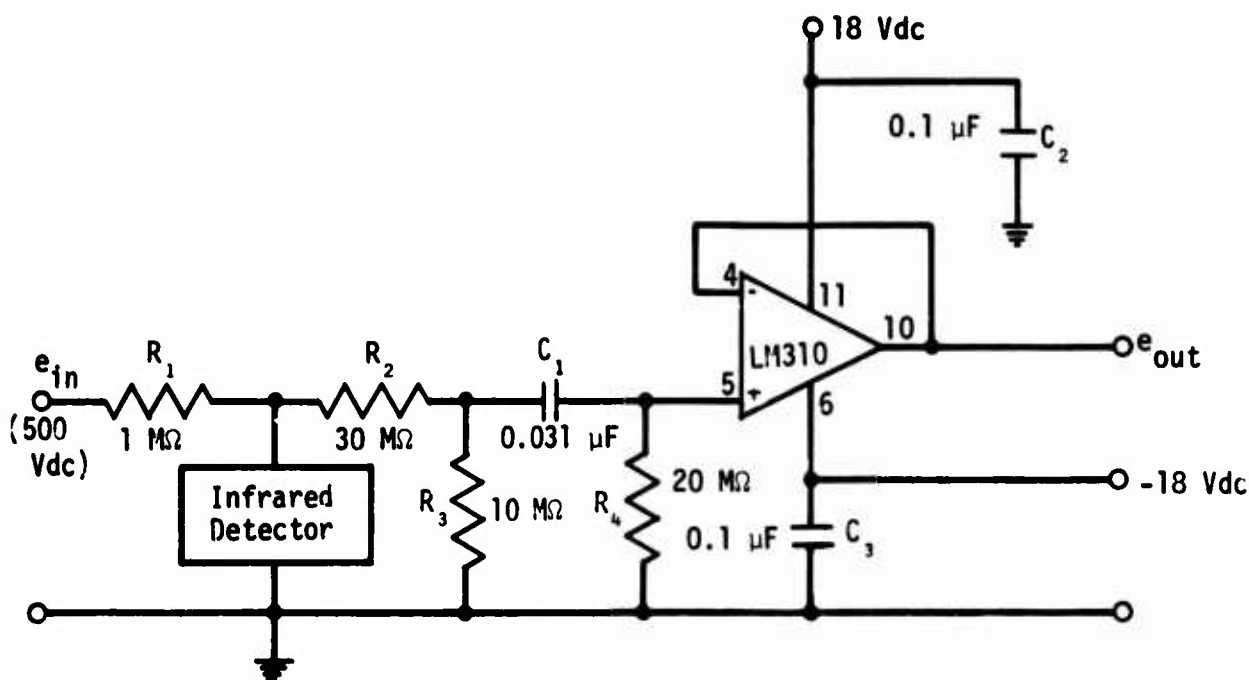 18 Vdc
0.1 µF
C₂
4
-
11
10
LM310
e_out
5
+
6
e_in
(500
Vdc)
R₁
1 MΩ
R₂
30 MΩ
C₁
0.031 µF
Infrared
Detector
R₃
10 MΩ
R₄
20 MΩ
-18 Vdc
0.1 µF
C₃